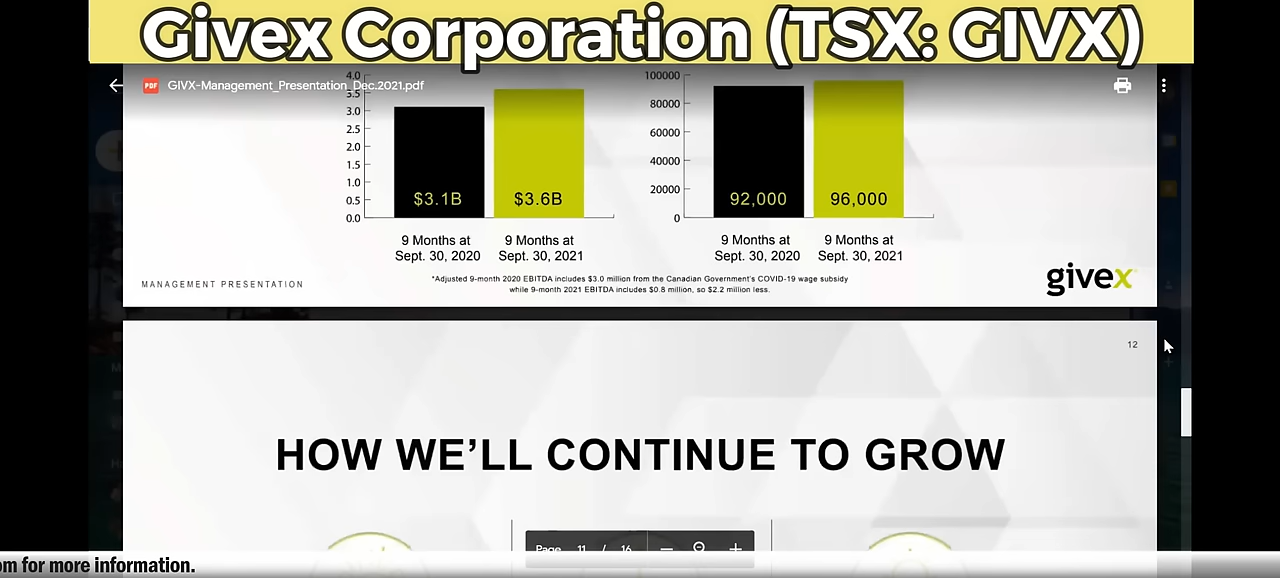 Givex Corporation (TSX: GIVX)
PDF GIVX-Management_Presentation_Dec.2021.pdf
4.0
3.5
3.0
2.5
2.0
1.5
1.0
0.5
0.0
$3.1B
$3.6B
9 Months at
Sept. 30, 2020
9 Months at
Sept. 30, 2021
100000
80000
60000
40000
20000
0
92,000
96,000
9 Months at
Sept. 30, 2020
9 Months at
Sept. 30, 2021
*Adjusted 9-month 2020 EBITDA includes $3.0 million from the Canadian Government's COVID-19 wage subsidy
while 9-month 2021 EBITDA includes $0.8 million, so $2.2 million less.
MANAGEMENT PRESENTATION
givex
12
HOW WE'LL CONTINUE TO GROW
Page 11 / 16
om for more information.